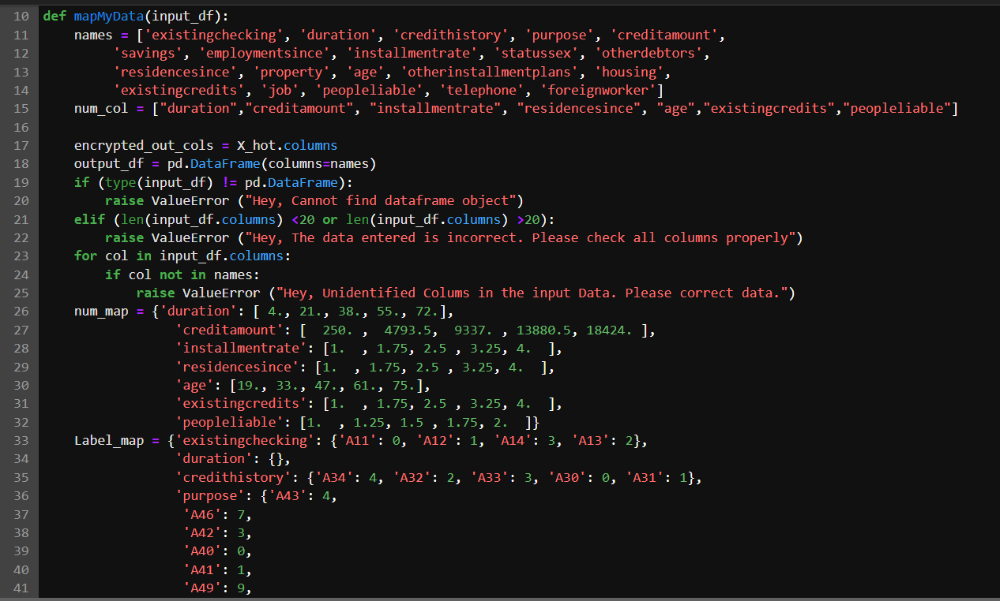 10 def mapMyData(input_df):
11     names = ['existingchecking', 'duration', 'credithistory', 'purpose', 'creditamount',
12          'savings', 'employmentsince', 'installmentrate', 'statussex', 'otherdebtors',
13          'residencesince', 'property', 'age', 'otherinstallmentplans', 'housing',
14          'existingcredits', 'job', 'peopleliable', 'telephone', 'foreignworker']
15     num_col = ["duration","creditamount", "installmentrate", "residencesince", "age","existingcredits","peopleliable"]
16
17     encrypted_out_cols = X_hot.columns
18     output_df = pd.DataFrame(columns=names)
19     if (type(input_df) != pd.DataFrame):
20         raise ValueError ("Hey, Cannot find dataframe object")
21     elif (len(input_df.columns) <20 or len(input_df.columns) >20):
22         raise ValueError ("Hey, The data entered is incorrect. Please check all columns properly")
23     for col in input_df.columns:
24         if col not in names:
25             raise ValueError ("Hey, Unidentified Colums in the input Data. Please correct data.")
26     num_map = {'duration': [ 4., 21., 38., 55., 72.],
27                  'creditamount': [  250. ,  4793.5,  9337. , 13880.5, 18424. ],
28                  'installmentrate': [1.  , 1.75, 2.5 , 3.25, 4.  ],
29                  'residencesince': [1.  , 1.75, 2.5 , 3.25, 4.  ],
30                  'age': [19., 33., 47., 61., 75.],
31                  'existingcredits': [1.  , 1.75, 2.5 , 3.25, 4.  ],
32                  'peopleliable': [1.  , 1.25, 1.5 , 1.75, 2.  ]}
33     Label_map = {'existingchecking': {'A11': 0, 'A12': 1, 'A14': 3, 'A13': 2},
34                  'duration': {},
35                  'credithistory': {'A34': 4, 'A32': 2, 'A33': 3, 'A30': 0, 'A31': 1},
36                  'purpose': {'A43': 4,
37                   'A46': 7,
38                   'A42': 3,
39                   'A40': 0,
40                   'A41': 1,
41                   'A49': 9,